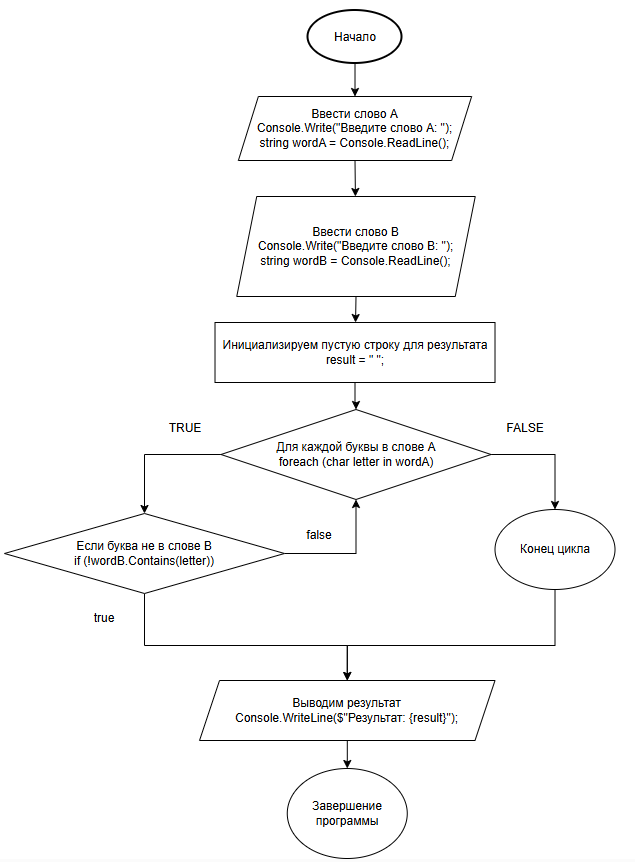 Начало
Ввести слово A
Console.Write("Введите слово A: ");
string wordA = Console.ReadLine();
Ввести слово B
Console.Write("Введите слово B: ");
string wordB = Console.ReadLine();
Инициализируем пустую строку для результата
result = " ";
TRUE
FALSE
Для каждой буквы в слове A
foreach (char letter in wordA)
false
Если буква не в слове B
if (!wordB.Contains(letter))
Конец цикла
true
Выводим результат
Console.WriteLine($"Результат: {result}");
Завершение
программы